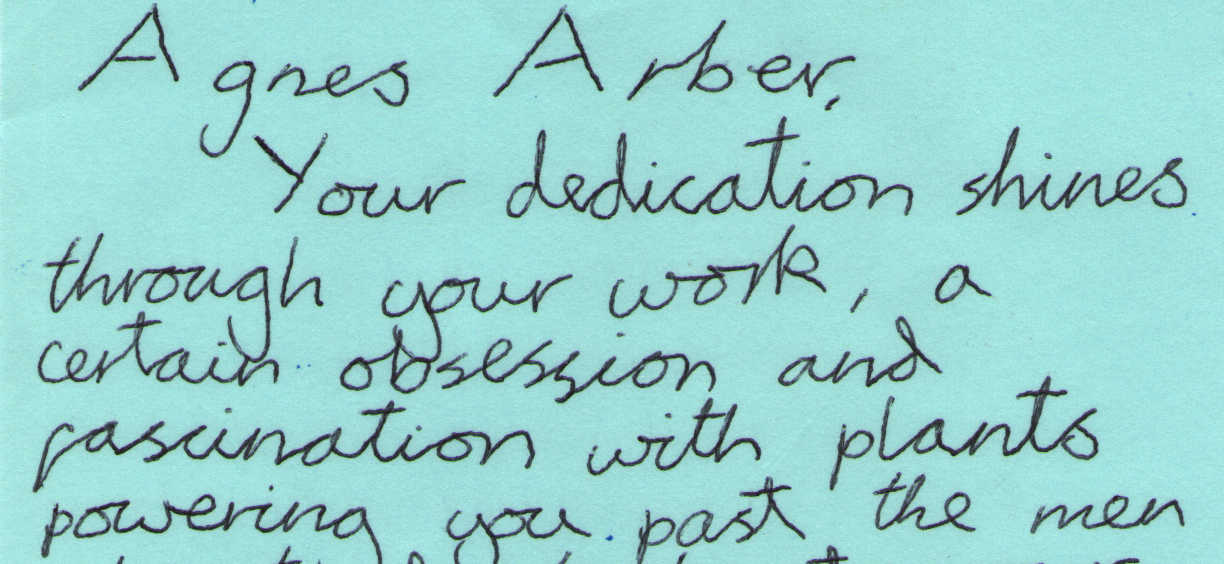 Agnes Arber,
Your dedication shines
through your work, a
certain obsession and
fascination with plants
powering you past the men